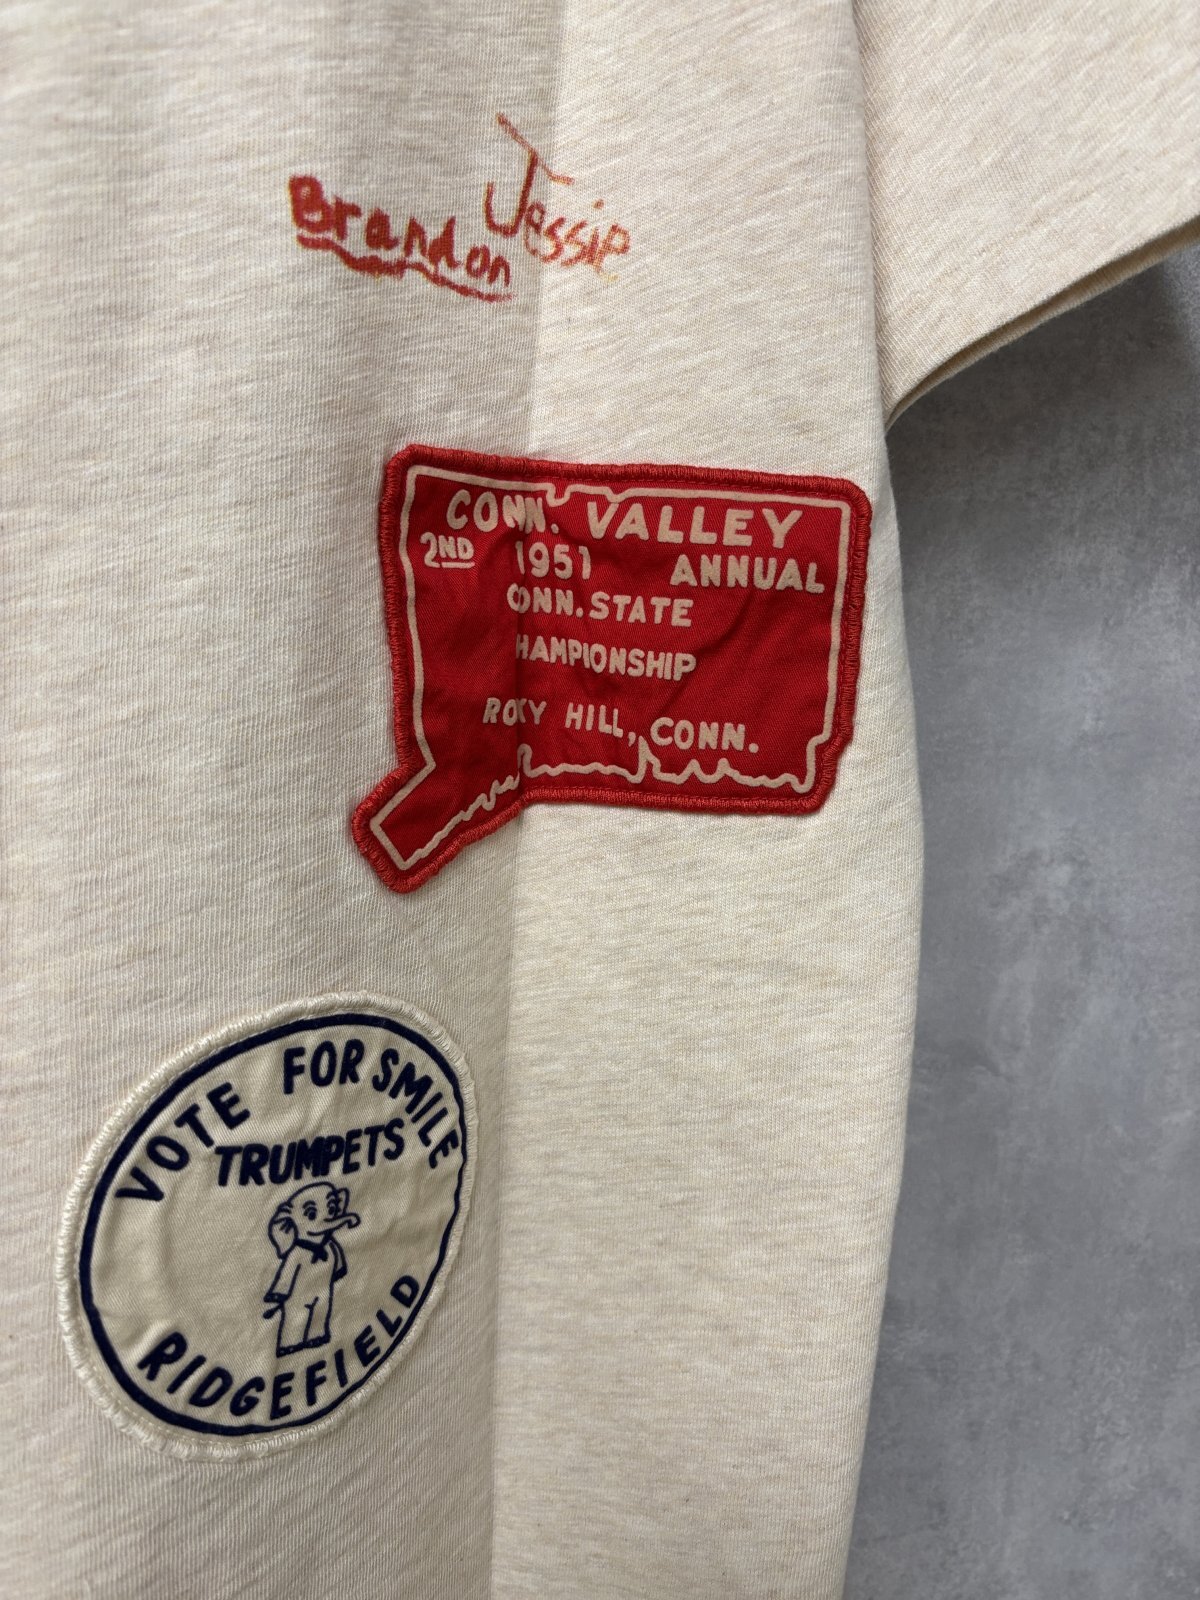 Brandon
Jessie
CONN. VALLEY
2ND 1951 ANNUAL
CONN. STATE
CHAMPIONSHIP
ROCKY HILL, CONN.
VOTE FOR SMILE
TRUMPETS
RIDGEFIELD